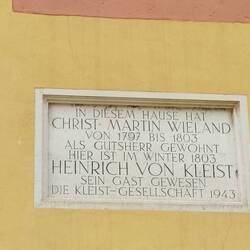 IN DIESEM HAUSE HAT
CHRIST· MARTIN WIELAND
VON 1797 BIS 1803
ALS GUTSHERR GEWOHNT
HIER IST IM WINTER 1803
HEINRICH VON KLEIST
SEIN GAST GEWESEN
DIE KLEIST-GESELLSCHAFT 1943